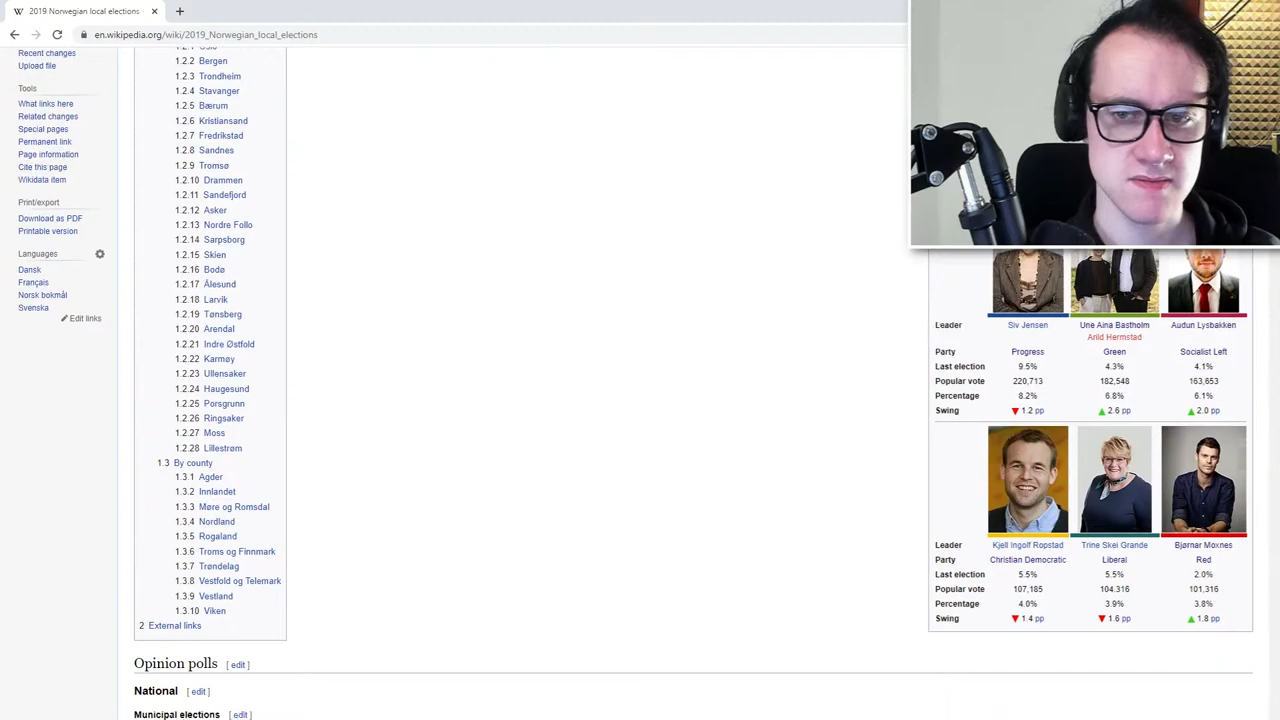 2019 Norwegian local elections
en.wikipedia.org/wiki/2019_Norwegian_local_elections
Recent changes
Upload file
Tools
What links here
Related changes
Special pages
Permanent link
Page information
Cite this page
Wikidata item
Print/export
Download as PDF
Printable version
Languages
Dansk
Français
Norsk bokmål
Svenska
Edit links
1.2.1 Oslo
1.2.2 Bergen
1.2.3 Trondheim
1.2.4 Stavanger
1.2.5 Bærum
1.2.6 Kristiansand
1.2.7 Fredrikstad
1.2.8 Sandnes
1.2.9 Tromsø
1.2.10 Drammen
1.2.11 Sandefjord
1.2.12 Asker
1.2.13 Nordre Follo
1.2.14 Sarpsborg
1.2.15 Skien
1.2.16 Bodø
1.2.17 Ålesund
1.2.18 Larvik
1.2.19 Tønsberg
1.2.20 Arendal
1.2.21 Indre Østfold
1.2.22 Karmøy
1.2.23 Ullensaker
1.2.24 Haugesund
1.2.25 Porsgrunn
1.2.26 Ringsaker
1.2.27 Moss
1.2.28 Lillestrøm
1.3 By county
1.3.1 Agder
1.3.2 Innlandet
1.3.3 Møre og Romsdal
1.3.4 Nordland
1.3.5 Rogaland
1.3.6 Troms og Finnmark
1.3.7 Trøndelag
1.3.8 Vestfold og Telemark
1.3.9 Vestland
1.3.10 Viken
2 External links
Leader Siv Jensen Une Aina Bastholm Audun Lysbakken
Arild Hermstad
Party Progress Green Socialist Left
Last election 9.5% 4.3% 4.1%
Popular vote 220,713 182,548 163,653
Percentage 8.2% 6.8% 6.1%
Swing 1.2 pp 2.6 pp 2.0 pp
Leader Kjell Ingolf Ropstad Trine Skei Grande Bjørnar Moxnes
Party Christian Democratic Liberal Red
Last election 5.5% 5.5% 2.0%
Popular vote 107,185 104.316 101,316
Percentage 4.0% 3.9% 3.8%
Swing 1.4 pp 1.6 pp 1.8 pp
Opinion polls [ edit ]
National [ edit ]
Municipal elections [ edit ]